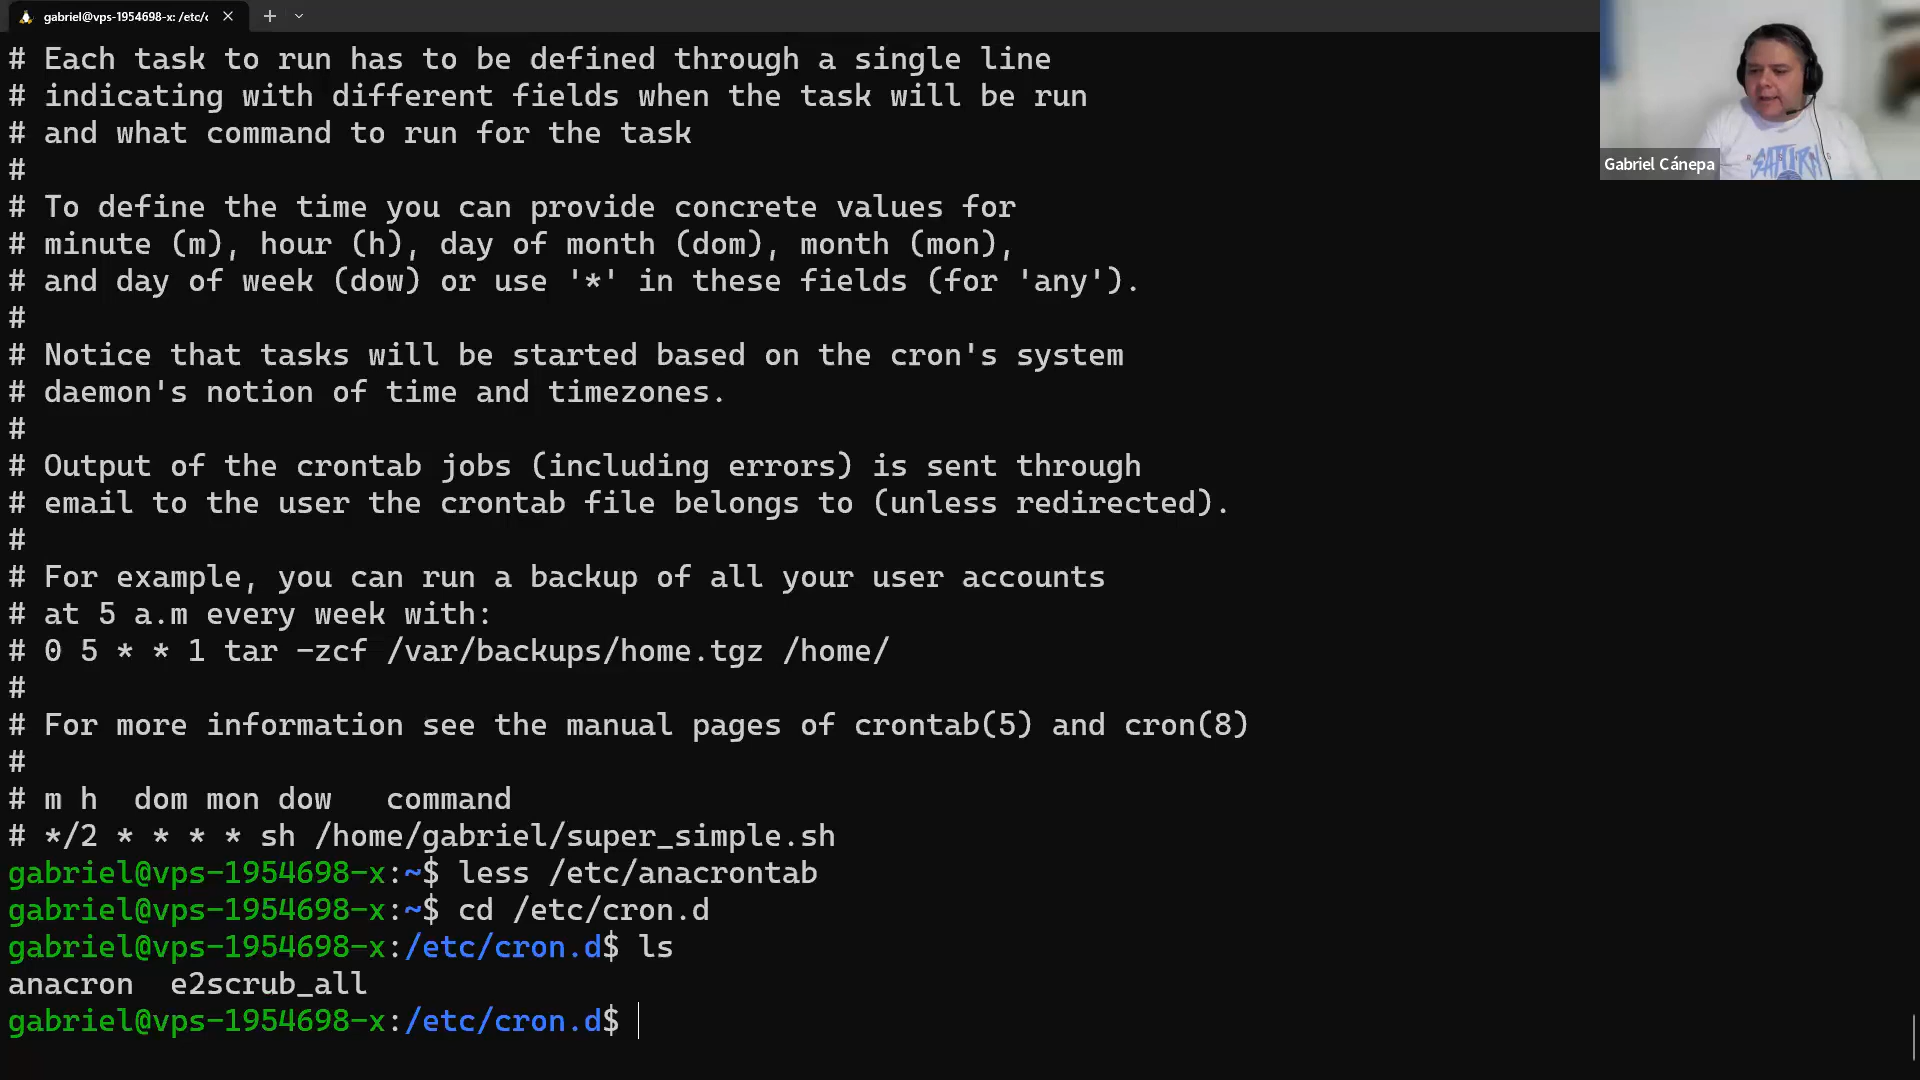 gabriel@vps-1954698-x: /etc/c
# Each task to run has to be defined through a single line
# indicating with different fields when the task will be run
# and what command to run for the task
#
# To define the time you can provide concrete values for
# minute (m), hour (h), day of month (dom), month (mon),
# and day of week (dow) or use '*' in these fields (for 'any').
#
# Notice that tasks will be started based on the cron's system
# daemon's notion of time and timezones.
#
# Output of the crontab jobs (including errors) is sent through
# email to the user the crontab file belongs to (unless redirected).
#
# For example, you can run a backup of all your user accounts
# at 5 a.m every week with:
# 0 5 * * 1 tar -zcf /var/backups/home.tgz /home/
#
# For more information see the manual pages of crontab(5) and cron(8)
#
# m h  dom mon dow   command
# */2 * * * * sh /home/gabriel/super_simple.sh
gabriel@vps-1954698-x:~$ less /etc/anacrontab
gabriel@vps-1954698-x:~$ cd /etc/cron.d
gabriel@vps-1954698-x:/etc/cron.d$ ls
anacron  e2scrub_all
gabriel@vps-1954698-x:/etc/cron.d$
Gabriel Cánepa
SATURN